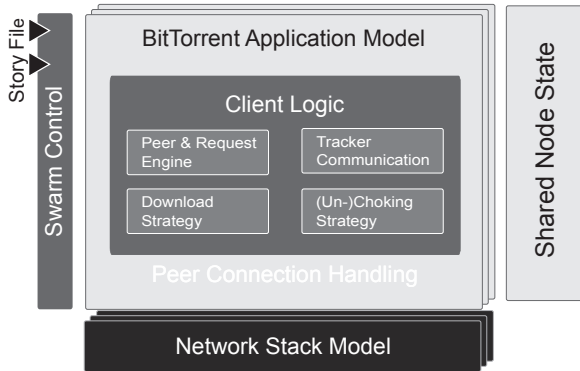 Story File
Swarm Control
BitTorrent Application Model
Client Logic
Peer & Request
Engine
Tracker
Communication
Download
Strategy
(Un-)Choking
Strategy
Peer Connection Handling
Network Stack Model
Shared Node State